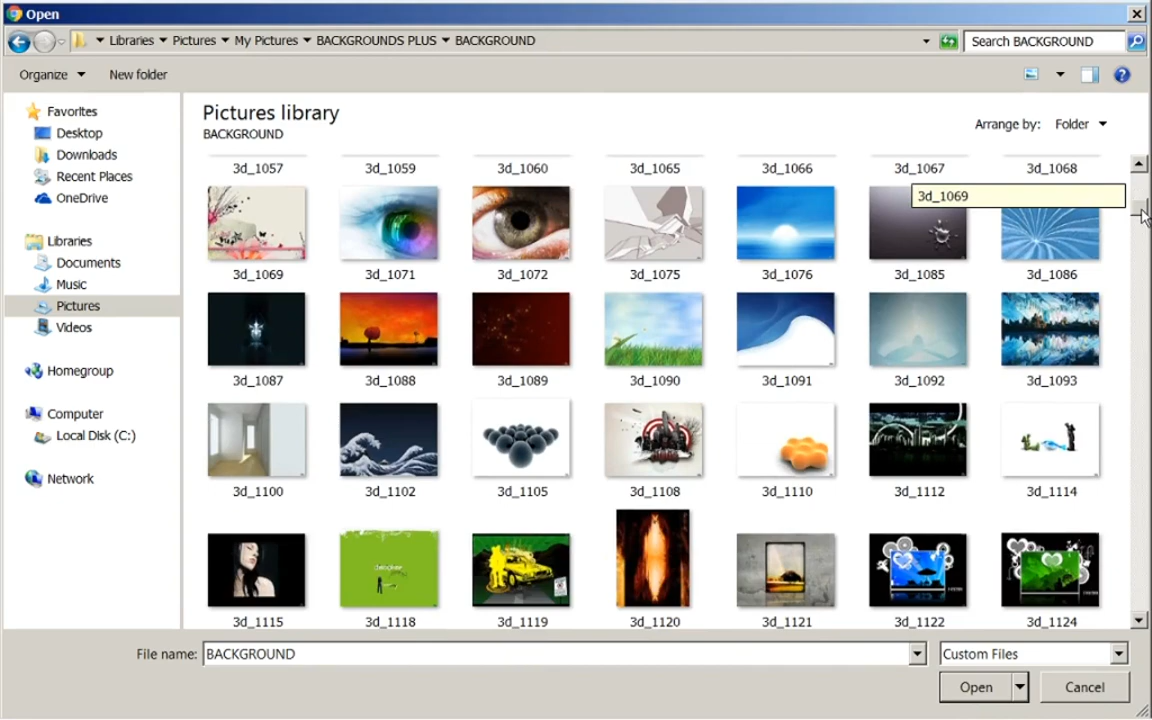 Open
Libraries Pictures My Pictures BACKGROUNDS PLUS BACKGROUND
Search BACKGROUND
Organize New folder
Favorites
Desktop
Downloads
Recent Places
OneDrive
Libraries
Documents
Music
Pictures
Videos
Homegroup
Computer
Local Disk (C:)
Network
Pictures library
BACKGROUND
Arrange by: Folder
3d_1057 3d_1059 3d_1060 3d_1065 3d_1066 3d_1067 3d_1068
3d_1069
3d_1069 3d_1071 3d_1072 3d_1075 3d_1076 3d_1085 3d_1086
3d_1087 3d_1088 3d_1089 3d_1090 3d_1091 3d_1092 3d_1093
3d_1100 3d_1102 3d_1105 3d_1108 3d_1110 3d_1112 3d_1114
3d_1115 3d_1118 3d_1119 3d_1120 3d_1121 3d_1122 3d_1124
File name: BACKGROUND
Custom Files
Open
Cancel